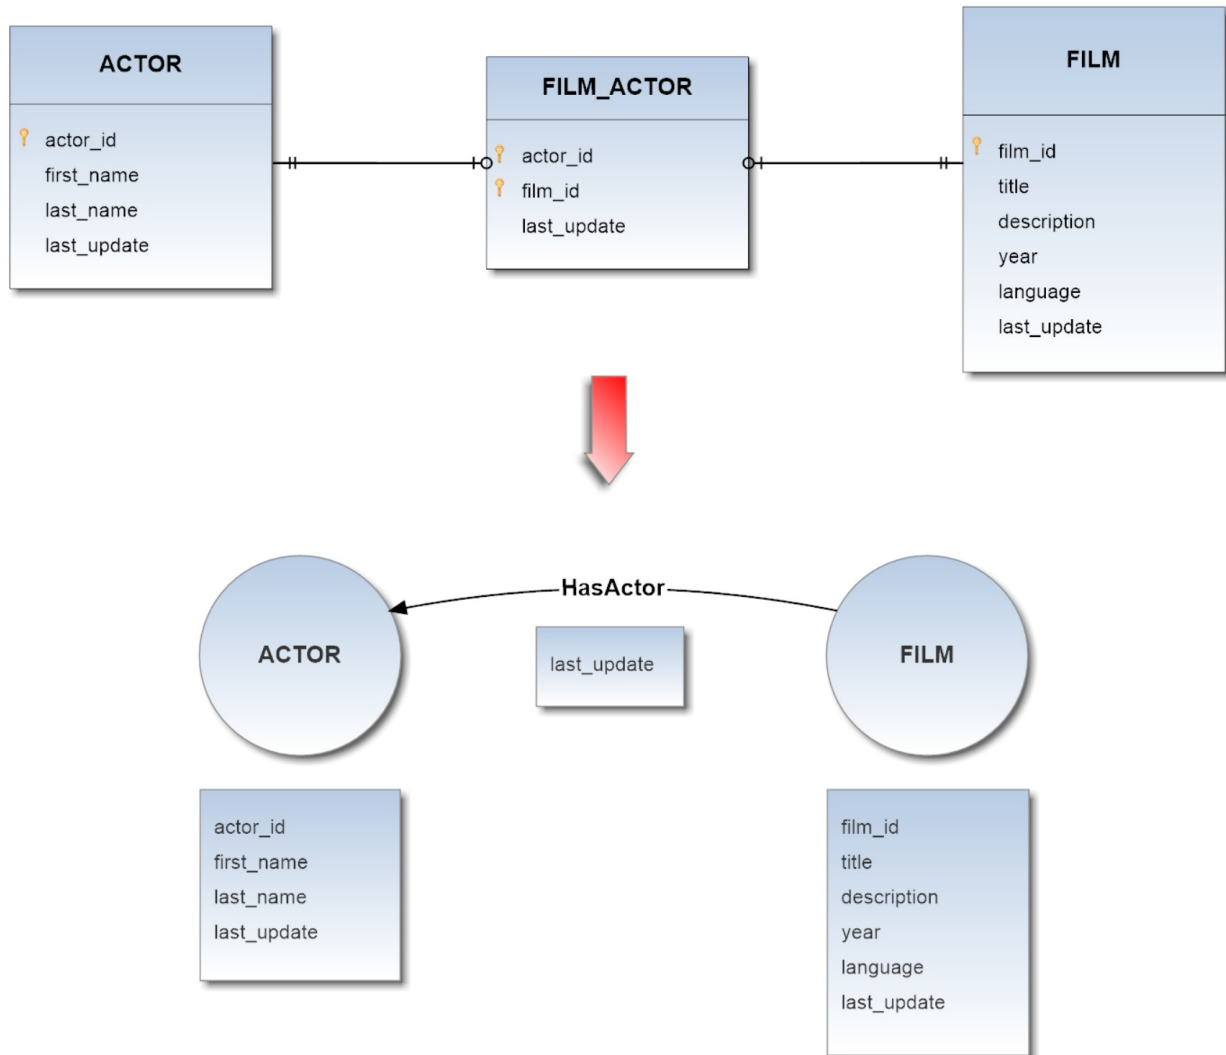 ACTOR
actor_id
first_name
last_name
last_update
FILM_ACTOR
actor_id
film_id
last_update
FILM
film_id
title
description
year
language
last_update
HasActor
ACTOR
last_update
FILM
actor_id
first_name
last_name
last_update
film_id
title
description
year
language
last_update